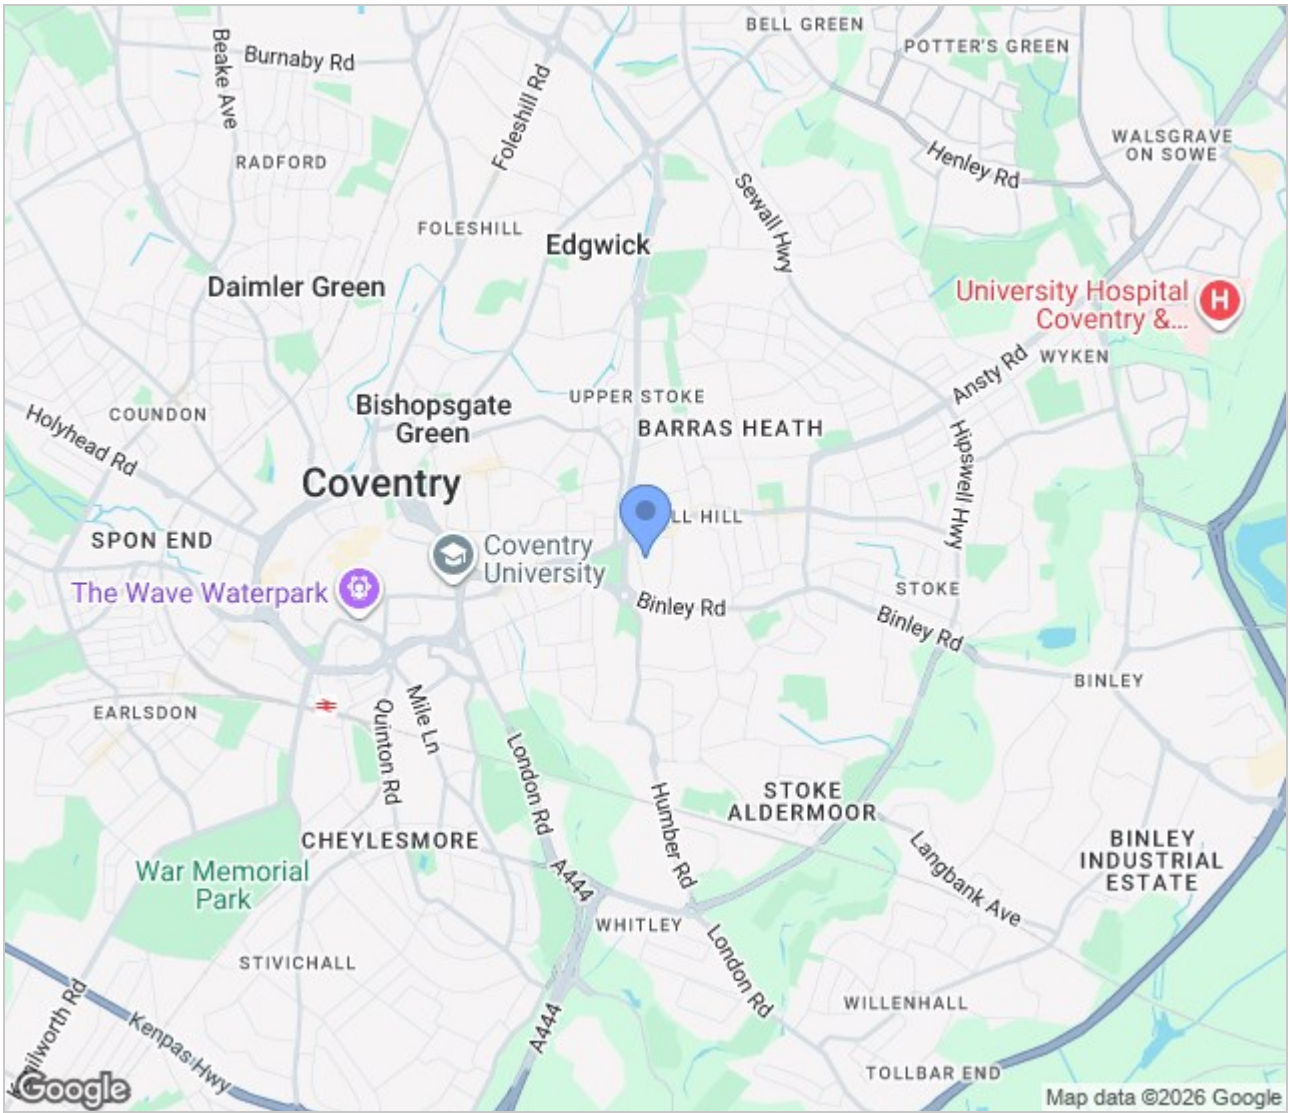 BELL GREEN
POTTER'S GREEN
Beake Ave
Burnaby Rd
Foleshill Rd
WALSGRAVE
ON SOWE
Henley Rd
RADFORD
Sewall Hwy
FOLESHILL
Edgwick
Daimler Green
University Hospital
Coventry &...
H
WYKEN
Ansty Rd
UPPER STOKE
Bishopsgate
Green
BARRAS HEATH
COUNDON
Holyhead Rd
Hipswell Hwy
Coventry
LL HILL
SPON END
Coventry
University
The Wave Waterpark
STOKE
Binley Rd
Binley Rd
BINLEY
EARLSDON
Mile Ln
Quinton Rd
London Rd
STOKE
ALDERMOOR
Humber Rd
CHEYLESMORE
BINLEY
INDUSTRIAL
ESTATE
Langbank Ave
War Memorial
Park
A444
WHITLEY
London Rd
STIVICHALL
WILLENHALL
A444
Kenpas Hwy
TOLLBAR END
Google
Map data ©2026 Google